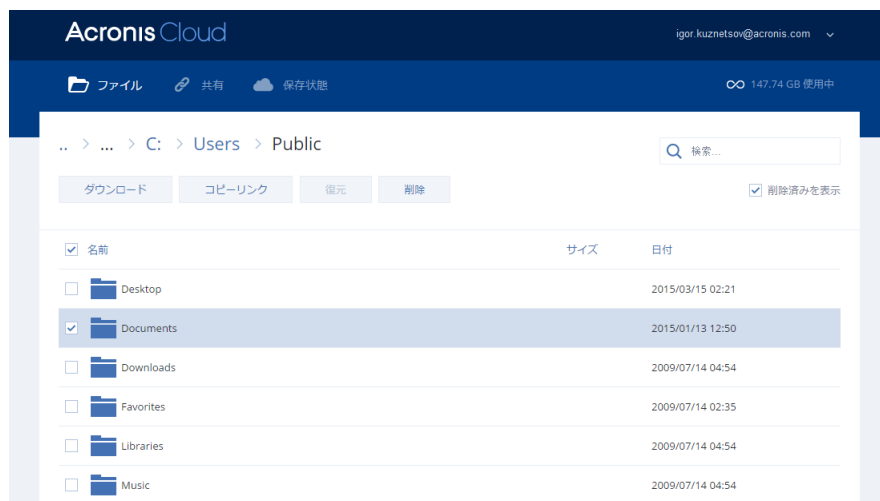 Acronis Cloud
igor.kuznetsov@acronis.com
ファイル 共有 保存状態 147.74 GB 使用中
.. > ... > C: > Users > Public
検索...
ダウンロード コピーリンク 復元 削除 削除済みを表示
名前 サイズ 日付
Desktop 2015/03/15 02:21
Documents 2015/01/13 12:50
Downloads 2009/07/14 04:54
Favorites 2009/07/14 02:35
Libraries 2009/07/14 04:54
Music 2009/07/14 04:54